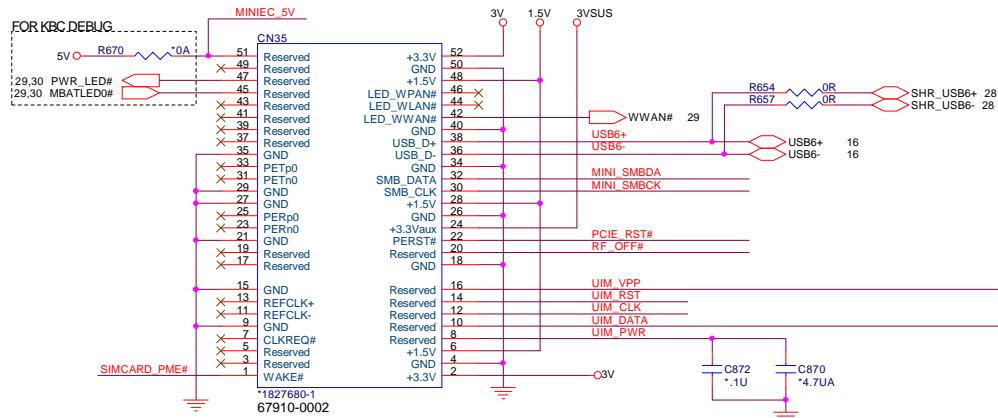 MINIEC_5V
FOR KBC DEBUG
5V R670 *0A
29,30 PWR_LED#
29,30 MBATLED0#
3V 1.5V 3VSUS
CN35
51 Reserved +3.3V 52
49 Reserved GND 50
47 Reserved +1.5V 48
45 Reserved LED_WPAN# 46
43 Reserved LED_WLAN# 44
41 Reserved LED_WWAN# 42 WWAN# 29
39 Reserved GND 40
37 Reserved USB_D+ 38 USB6+
35 GND USB_D- 36 USB6-
33 PETp0 GND 34
31 PETn0 SMB_DATA 32 MINI_SMBDA
29 GND SMB_CLK 30 MINI_SMBCK
27 GND +1.5V 28
25 PERp0 GND 26
23 PERn0 +3.3Vaux 24
21 GND PERST# 22 PCIE_RST#
19 Reserved Reserved 20 RF_OFF#
17 Reserved GND 18
15 GND Reserved 16 UIM_VPP
13 REFCLK+ Reserved 14 UIM_RST
11 REFCLK- Reserved 12 UIM_CLK
9 GND Reserved 10 UIM_DATA
7 CLKREQ# Reserved 8 UIM_PWR
5 Reserved +1.5V 6
3 Reserved GND 4
SIMCARD_PME# 1 WAKE# +3.3V 2 3V
*1827680-1
67910-0002
R654 0R SHR_USB6+ 28
R657 0R SHR_USB6- 28
USB6+ 16
USB6- 16
C872
*.1U
C870
*4.7UA